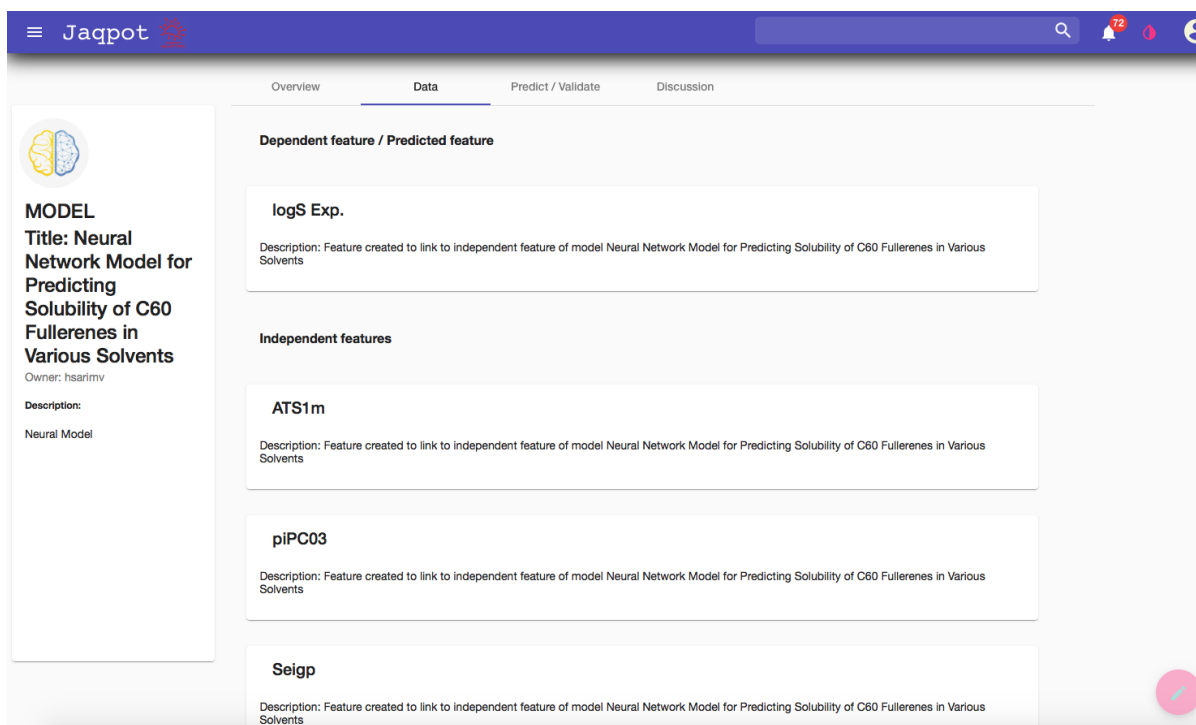 Jaqpot
72
Overview Data Predict / Validate Discussion
MODEL
Title: Neural
Network Model for
Predicting
Solubility of C60
Fullerenes in
Various Solvents
Owner: hsarimv
Description:
Neural Model
Dependent feature / Predicted feature
logS Exp.
Description: Feature created to link to independent feature of model Neural Network Model for Predicting Solubility of C60 Fullerenes in Various
Solvents
Independent features
ATS1m
Description: Feature created to link to independent feature of model Neural Network Model for Predicting Solubility of C60 Fullerenes in Various
Solvents
piPC03
Description: Feature created to link to independent feature of model Neural Network Model for Predicting Solubility of C60 Fullerenes in Various
Solvents
Seigp
Description: Feature created to link to independent feature of model Neural Network Model for Predicting Solubility of C60 Fullerenes in Various
Solvents